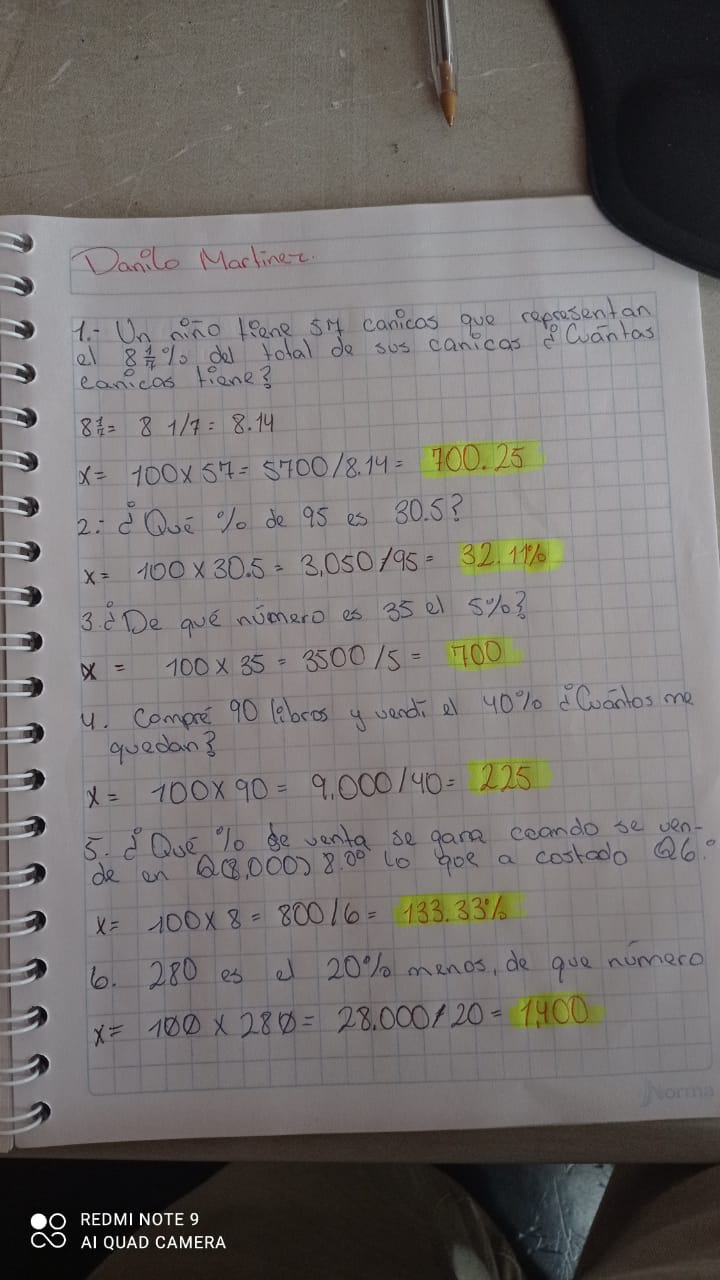 Danilo Martinez.
1.- Un niño tiene 57 canicas que representan
el 8 1/7 % del total de sus canicas ¿Cuántas
canicas tiene?
8 1/7 = 8 1/7 = 8.14
x= 100 x 57 = 5700 / 8.14 = 700.25
2.- ¿Qué % de 95 es 30.5?
x= 100 x 30.5 = 3,050 / 95 = 32.11%
3. ¿De qué número es 35 el 5%?
x = 100 x 35 = 3500 / 5 = 700
4. Compré 90 libros y vendí el 40% ¿Cuántos me
quedan?
x = 100 x 90 = 9,000 / 40 = 225
5. ¿Qué % de venta se gana coando se ven-
de en Q(8,000) 8.00 lo que a costado Q6.º
x= 100 x 8 = 800 / 6 = 133.33%
6. 280 es el 20% menos, de que número
x= 100 x 280 = 28.000 / 20 = 1,400
Norma
REDMI NOTE 9
AI QUAD CAMERA